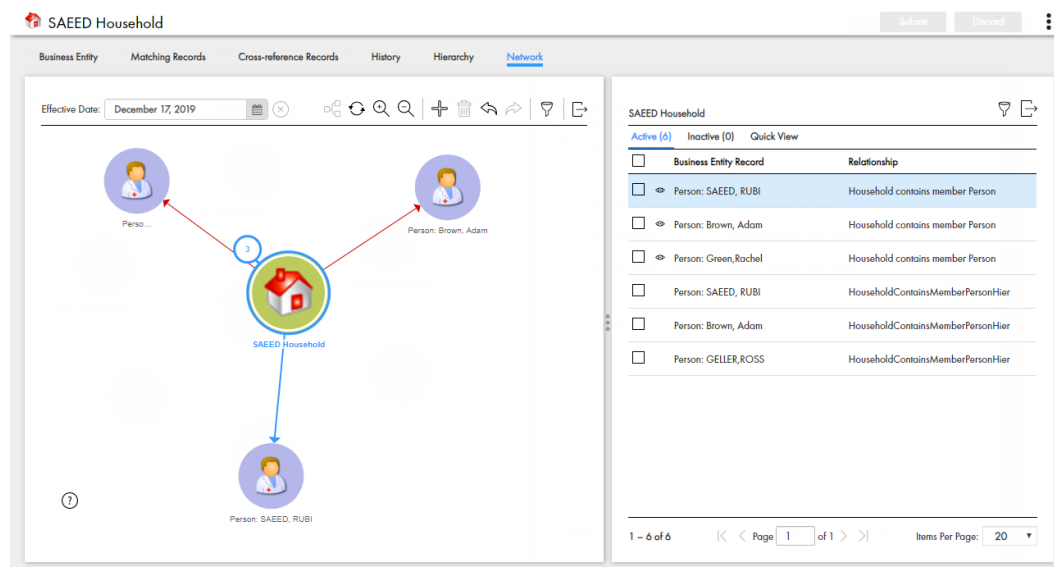 SAEED Household
Submit Discard
Business Entity Matching Records Cross-reference Records History Hierarchy Network
Effective Date: December 17, 2019
Perso...
Person: Brown, Adam
3
SAEED Household
Person: SAEED, RUBI
?
SAEED Household
Active (6) Inactive (0) Quick View
Business Entity Record Relationship
Person: SAEED, RUBI Household contains member Person
Person: Brown, Adam Household contains member Person
Person: Green,Rachel Household contains member Person
Person: SAEED, RUBI HouseholdContainsMemberPersonHier
Person: Brown, Adam HouseholdContainsMemberPersonHier
Person: GELLER,ROSS HouseholdContainsMemberPersonHier
1 – 6 of 6 Page 1 of 1 Items Per Page: 20